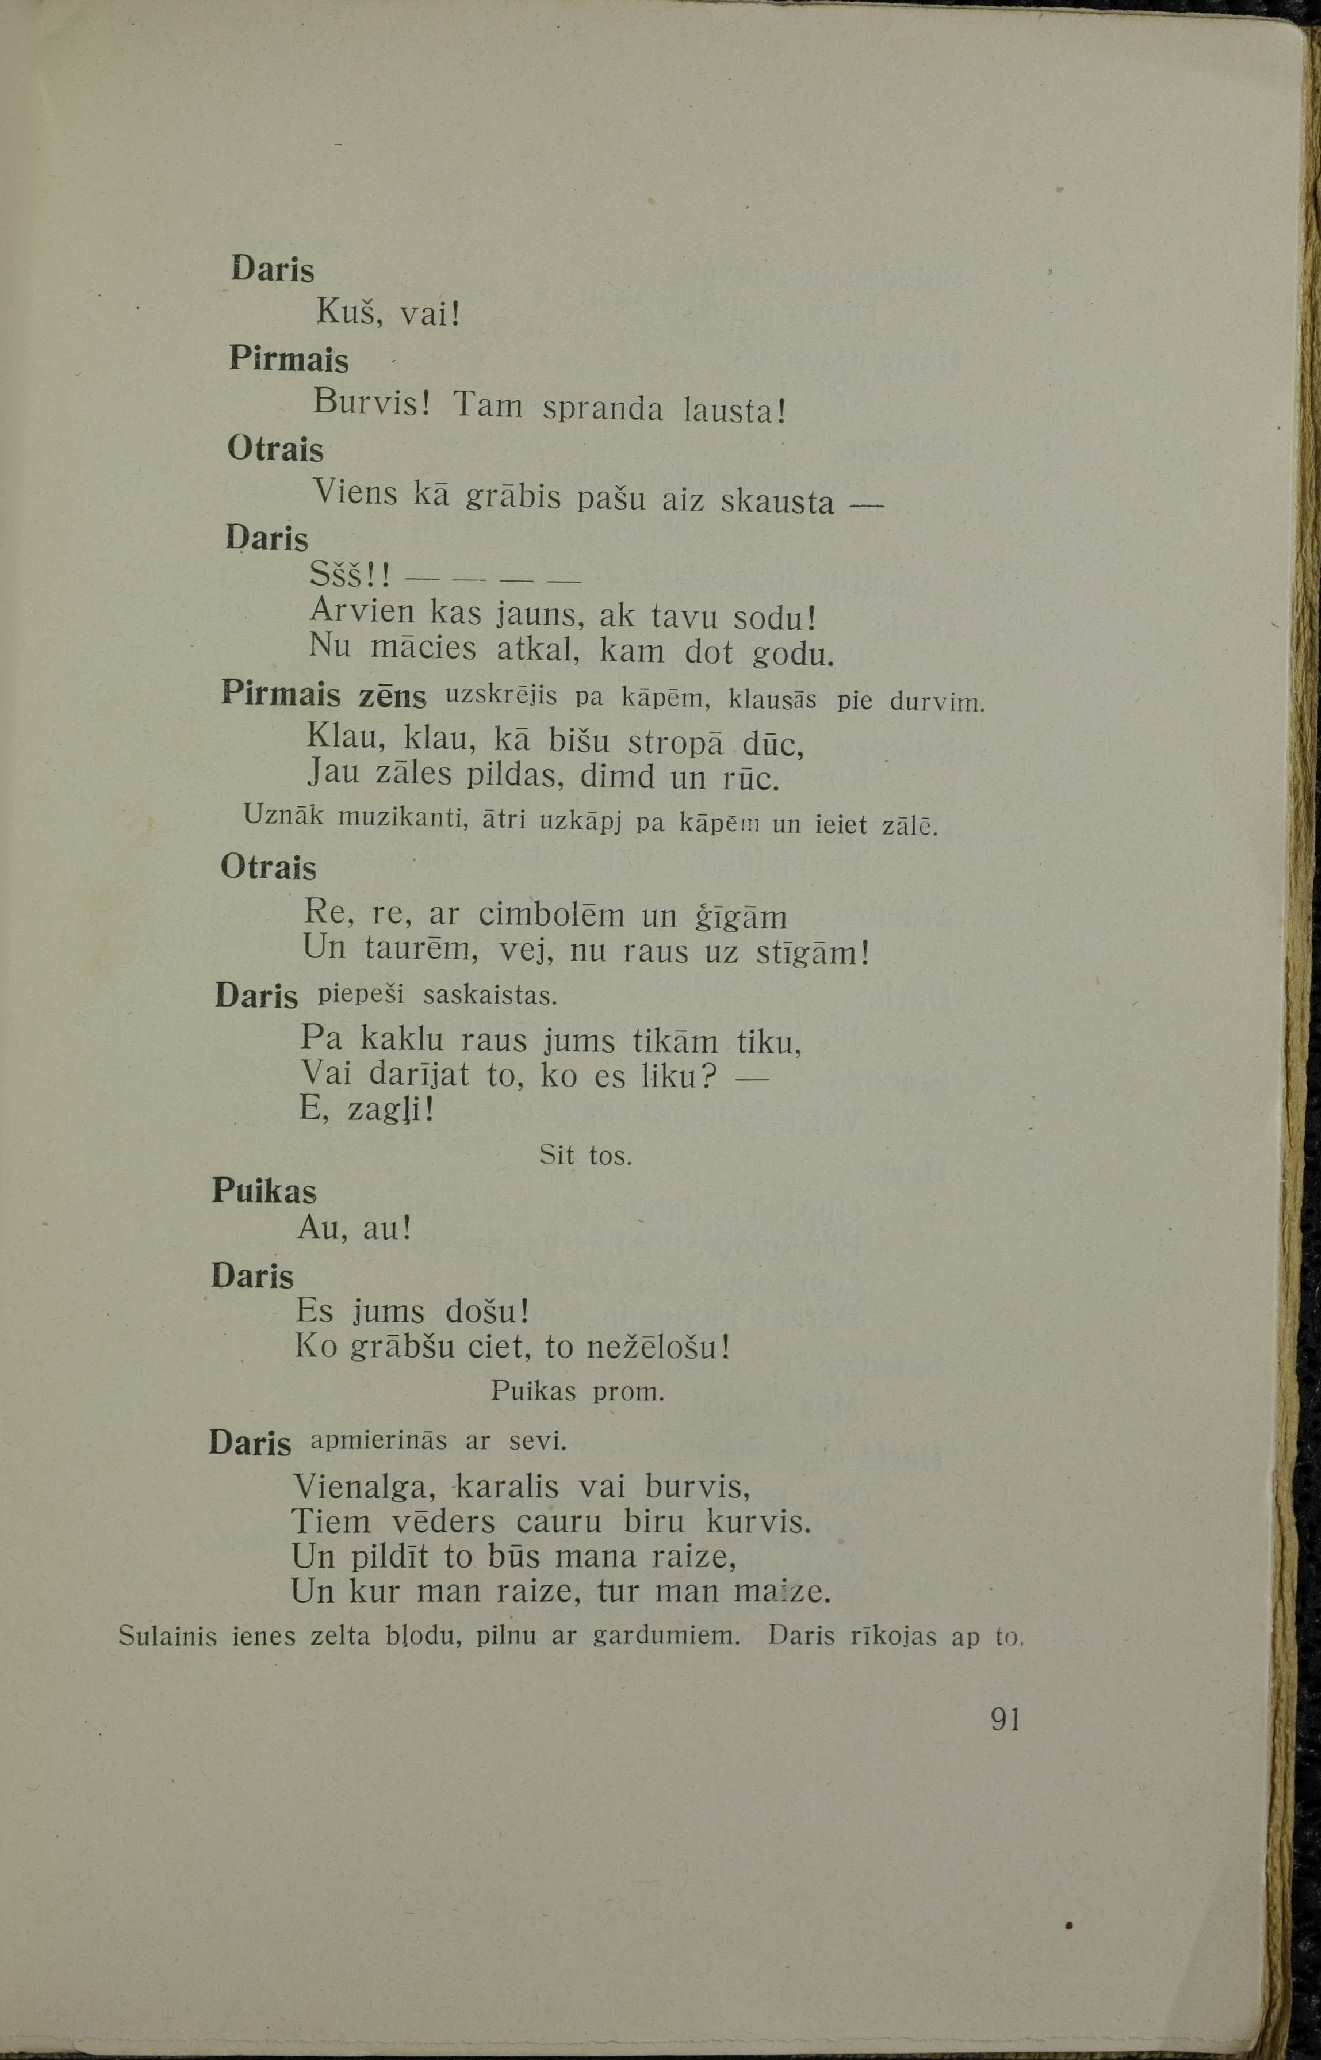 Daris
Kuš, vai!
Pirmais
Burvis! Tam spranda lausta!
Otrais
Viens kā grābis pašu aiz skausta —
Daris
Sšš!! — — — —
Arvien kas jauns, ak tavu sodu!
Nu mācies atkal, kam dot godu.
Pirmais zēns uzskrējis pa kāpēm, klausās pie durvim.
Klau, klau, kā bišu stropā dūc,
Jau zāles pildas, dimd un rūc.
Uznāk muzikanti, ātri uzkāpj pa kāpēm un ieiet zālē.
Otrais
Re, re, ar cimbolēm un ģīgām
Un taurēm, vej, nu raus uz stīgām!
Daris piepeši saskaistas.
Pa kaklu raus jums tikām tiku,
Vai darījat to, ko es liku? —
E, zagļi!
Sit tos.
Puikas
Au, au!
Daris
Es jums došu!
Ko grābšu ciet, to nežēlošu!
Puikas prom.
Daris apmierinās ar sevi.
Vienalga, karalis vai burvis,
Tiem vēders cauru biru kurvis.
Un pildīt to būs mana raize,
Un kur man raize, tur man maize.
Sulainis ienes zelta bļodu, pilnu ar gardumiem. Daris rīkojas ap to.
91